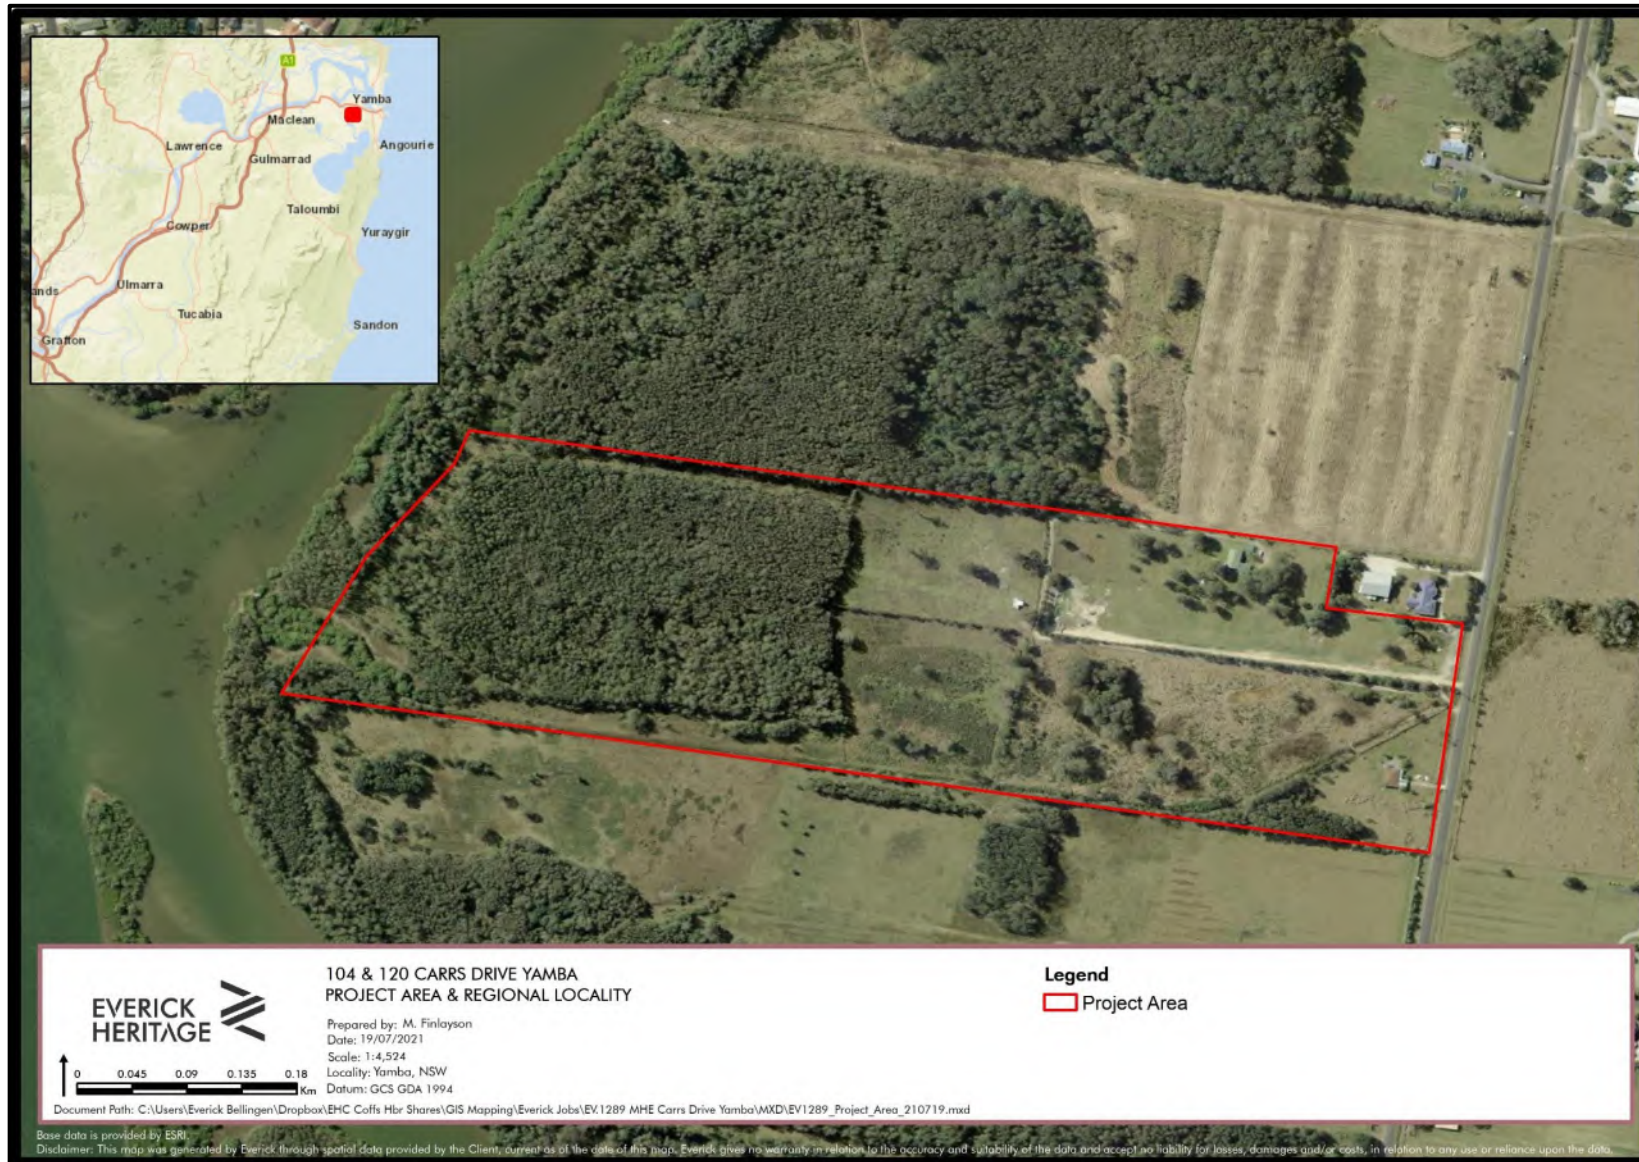 A1
Yamba
Maclean
Lawrence
Angourie
Gulmarrad
Taloumbi
Cowper
Yuraygir
Ulmarra
ands
Tucabia
Sandon
Grafton
EVERICK
HERITAGE
104 & 120 CARRS DRIVE YAMBA
PROJECT AREA & REGIONAL LOCALITY
Prepared by: M. Finlayson
Date: 19/07/2021
Scale: 1:4,524
Locality: Yamba, NSW
Datum: GCS GDA 1994
0 0.045 0.09 0.135 0.18
Km
Legend
Project Area
Document Path: C:\Users\Everick Bellingen\Dropbox\EHC Coffs Hbr Shares\GIS Mapping\Everick Jobs\EV.1289 MHE Carrs Drive Yamba\MXD\EV1289_Project_Area_210719.mxd
Base data is provided by ESRI.
Disclaimer: This map was generated by Everick through spatial data provided by the Client, current as of the date of this map. Everick gives no warranty in relation to the accuracy and suitability of the data and accept no liability for losses, damages and/or costs, in relation to any use or reliance upon the data.